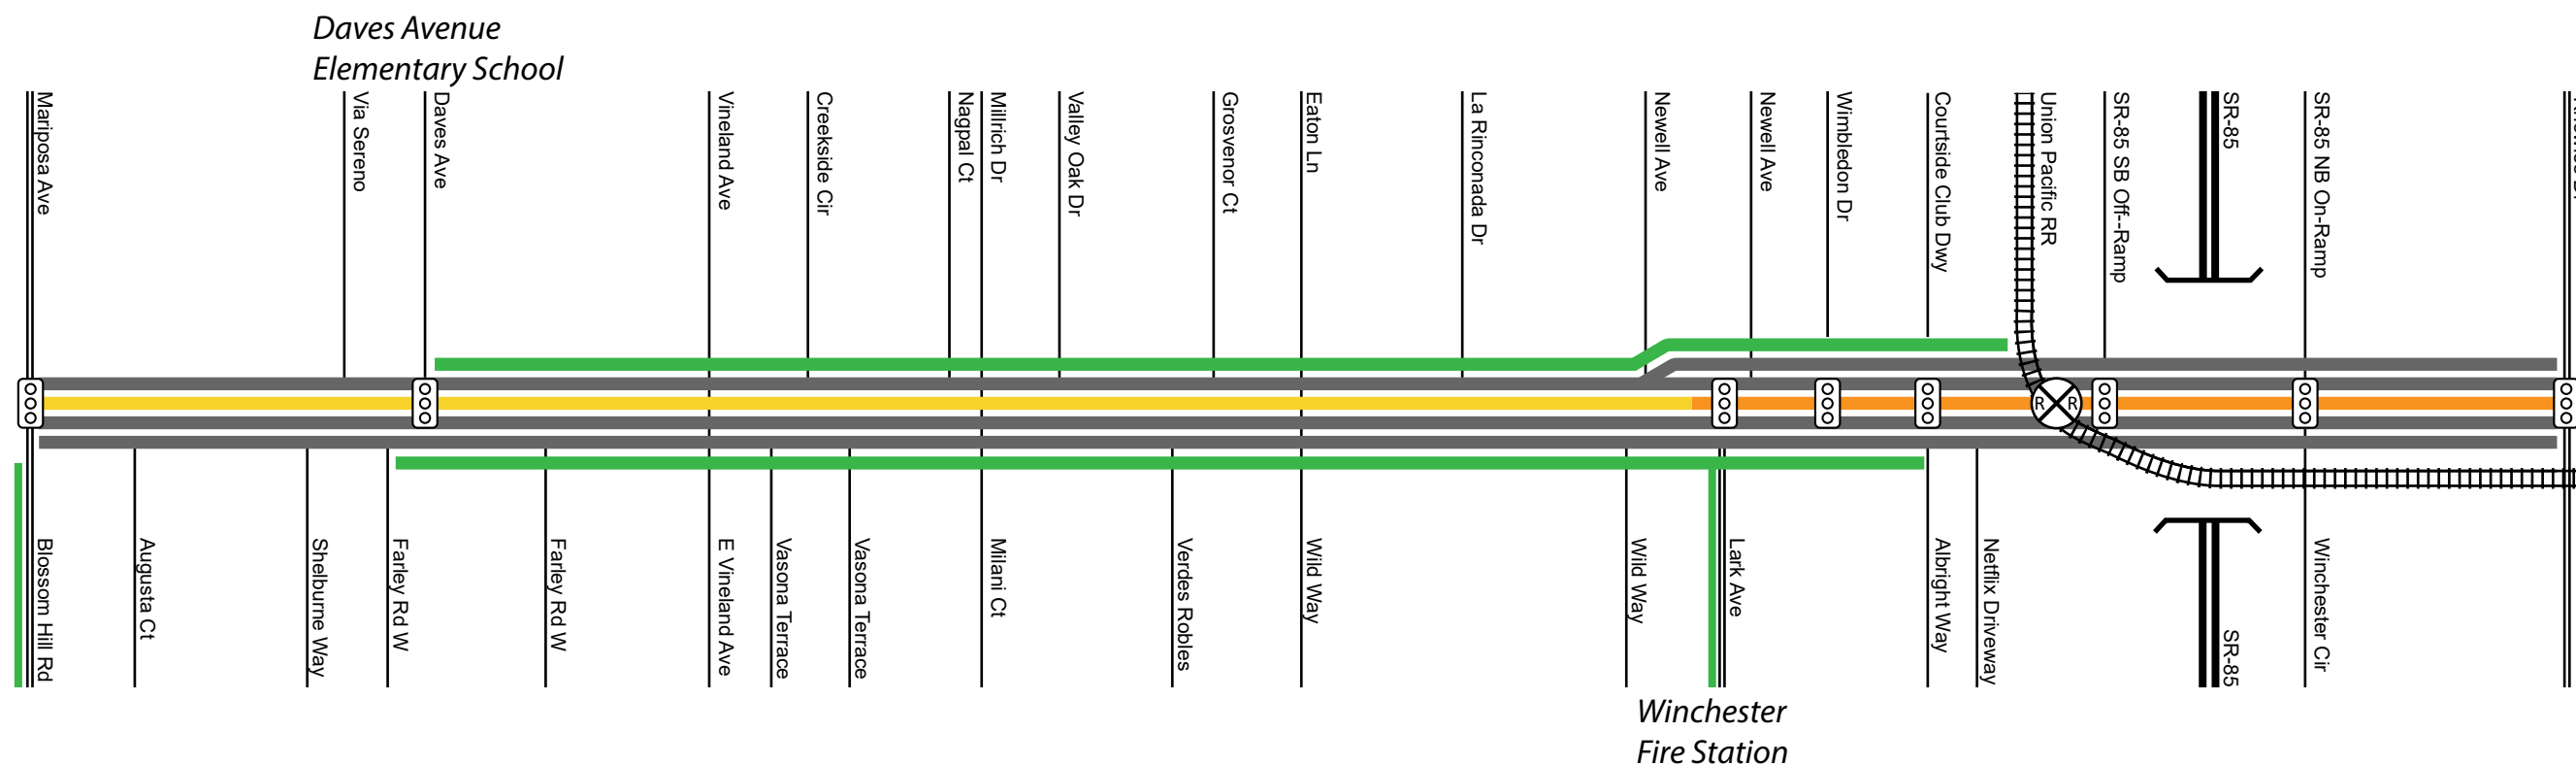 Daves Avenue
Elementary School
Mariposa Ave
Via Sereno
Daves Ave
Vineland Ave
Creekside Cir
Nagpal Ct
Millrich Dr
Valley Oak Dr
Grosvenor Ct
Eaton Ln
La Rinconada Dr
Newell Ave
Newell Ave
Wimbledon Dr
Courtside Club Dwy
Union Pacific RR
SR-85 SB Off--Ramp
SR-85
SR-85 NB On-Ramp
R R
Blossom Hill Rd
Augusta Ct
Shelburne Way
Farley Rd W
Farley Rd W
E Vineland Ave
Vasona Terrace
Vasona Terrace
Milani Ct
Verdes Robles
Wild Way
Wild Way
Lark Ave
Albright Way
Netflix Driveway
SR-85
Winchester Cir
Winchester
Fire Station